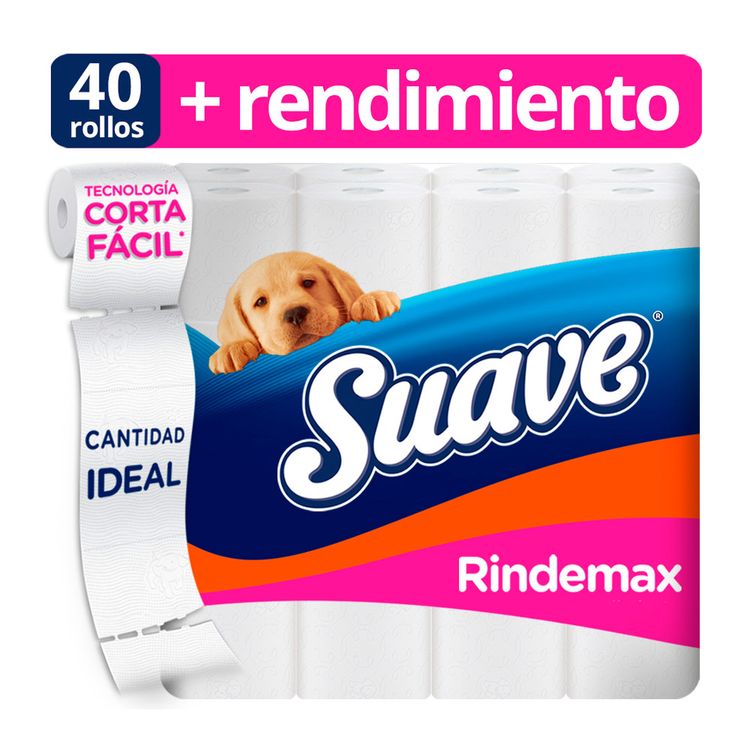 40
rollos
+ rendimiento
TECNOLOGÍA
CORTA
FÁCIL*
CANTIDAD
IDEAL
Suave®
Rindemax